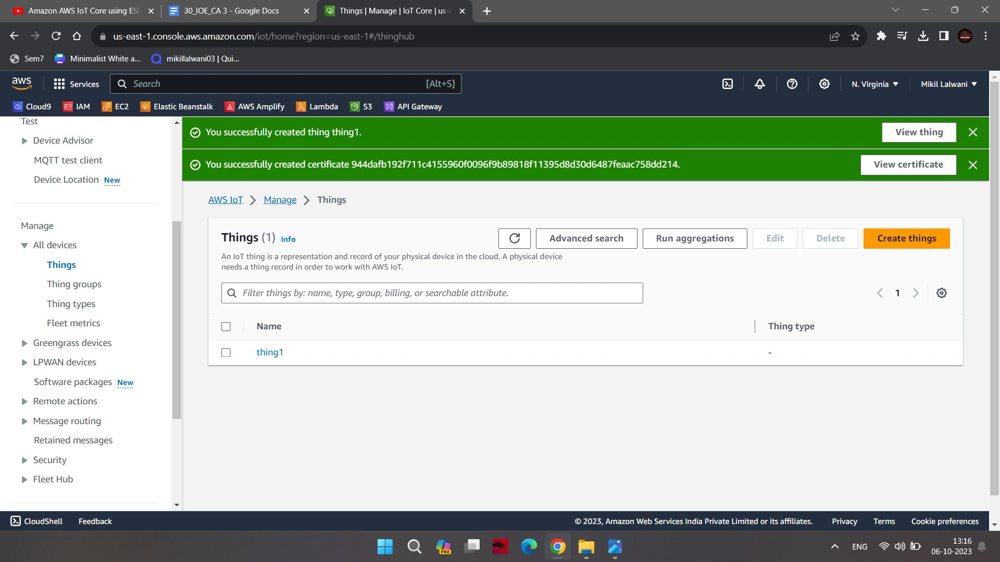 Amazon AWS IoT Core using ESP
30_IOE_CA 3 - Google Docs
Things | Manage | IoT Core | us-e
us-east-1.console.aws.amazon.com/iot/home?region=us-east-1#/thinghub
Sem7
Minimalist White a...
mikillalwani03 | Qui...
aws
Services
Search
[Alt+S]
N. Virginia
Mikil Lalwani
Cloud9
IAM
EC2
Elastic Beanstalk
AWS Amplify
Lambda
S3
API Gateway
Test
Device Advisor
MQTT test client
Device Location New
Manage
All devices
Things
Thing groups
Thing types
Fleet metrics
Greengrass devices
LPWAN devices
Software packages New
Remote actions
Message routing
Retained messages
Security
Fleet Hub
You successfully created thing thing1.
View thing
You successfully created certificate 944dafb192f711c4155960f0096f9b89818f11395d8d30d6487feaac758dd214.
View certificate
AWS IoT
Manage
Things
Things (1) Info
Advanced search
Run aggregations
Edit
Delete
Create things
An IoT thing is a representation and record of your physical device in the cloud. A physical device
needs a thing record in order to work with AWS IoT.
Filter things by: name, type, group, billing, or searchable attribute.
1
Name
Thing type
thing1
-
CloudShell
Feedback
© 2023, Amazon Web Services India Private Limited or its affiliates.
Privacy
Terms
Cookie preferences
PRE
ENG
13:16
06-10-2023